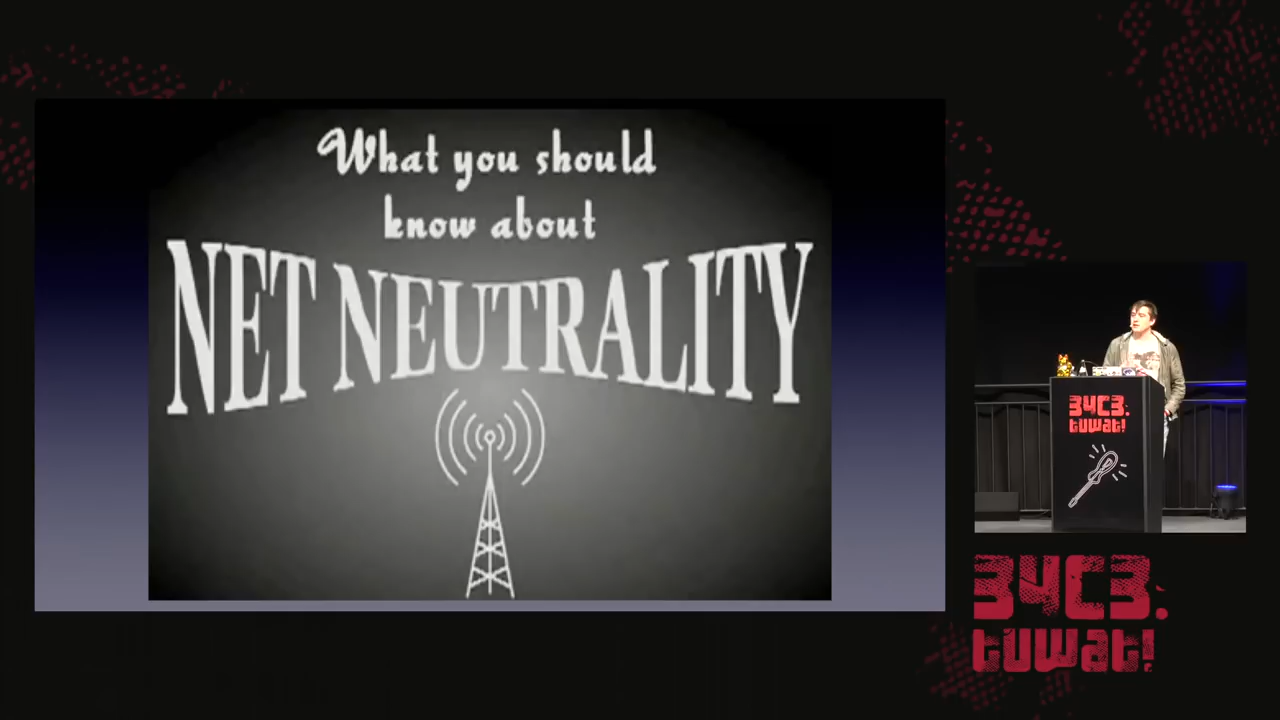 What you should
know about
NET NEUTRALITY
34C3.
tuwat!
34C3.
tuwat!